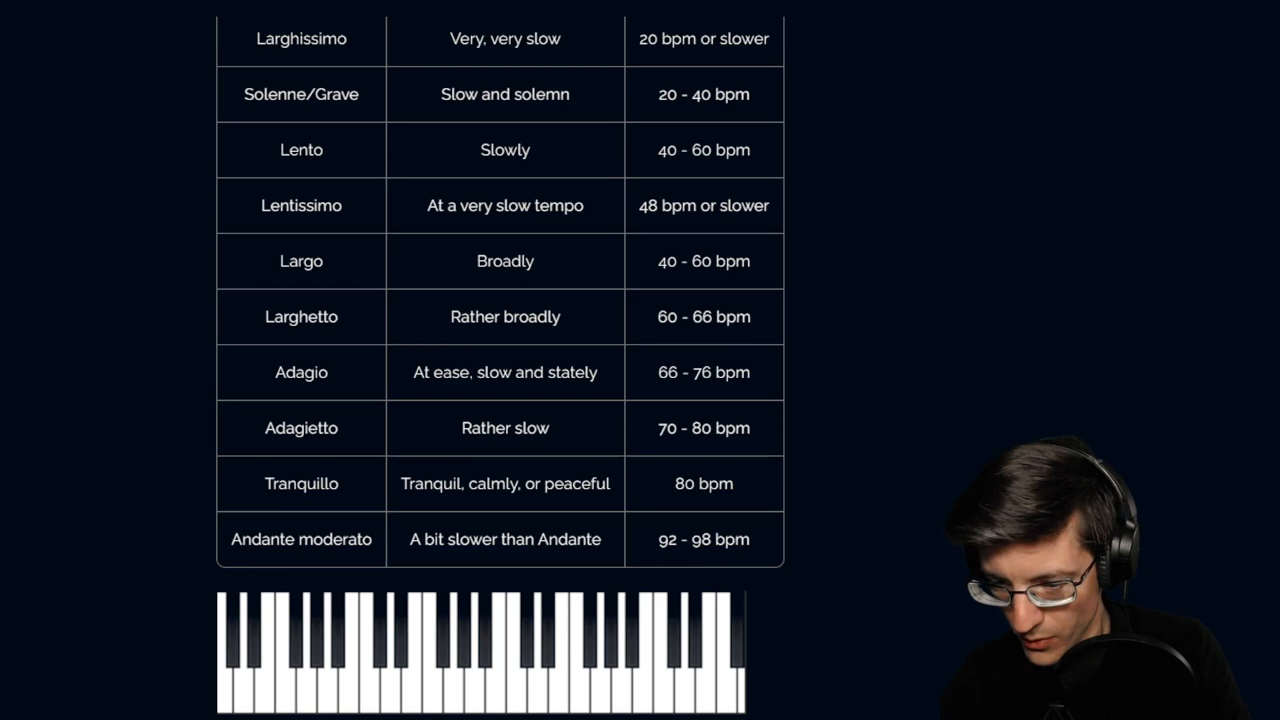 Larghissimo Very, very slow 20 bpm or slower
Solenne/Grave Slow and solemn 20 - 40 bpm
Lento Slowly 40 - 60 bpm
Lentissimo At a very slow tempo 48 bpm or slower
Largo Broadly 40 - 60 bpm
Larghetto Rather broadly 60 - 66 bpm
Adagio At ease, slow and stately 66 - 76 bpm
Adagietto Rather slow 70 - 80 bpm
Tranquillo Tranquil, calmly, or peaceful 80 bpm
Andante moderato A bit slower than Andante 92 - 98 bpm